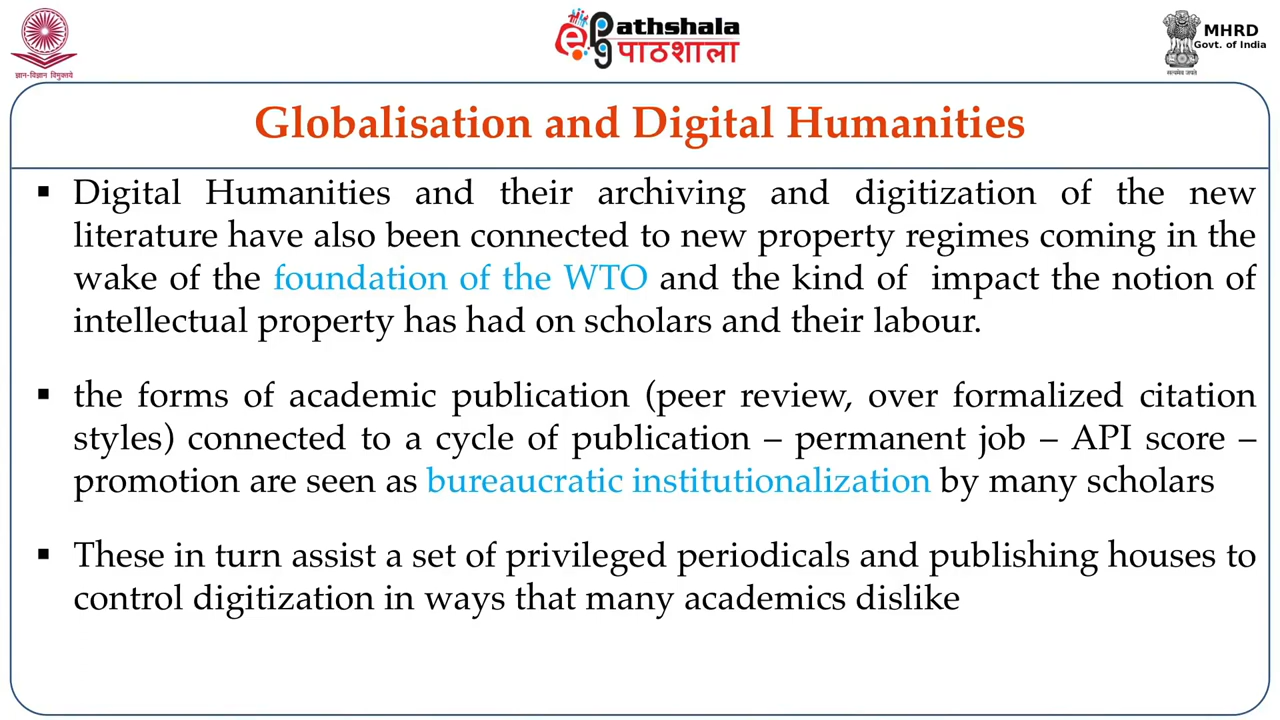 ज्ञान-विज्ञान विमुक्तये
ePG Pathshala
पाठशाला
MHRD
Govt. of India
सत्यमेव जयते
Globalisation and Digital Humanities
▪ Digital Humanities and their archiving and digitization of the new
literature have also been connected to new property regimes coming in the
wake of the foundation of the WTO and the kind of impact the notion of
intellectual property has had on scholars and their labour.
▪ the forms of academic publication (peer review, over formalized citation
styles) connected to a cycle of publication – permanent job – API score –
promotion are seen as bureaucratic institutionalization by many scholars
▪ These in turn assist a set of privileged periodicals and publishing houses to
control digitization in ways that many academics dislike